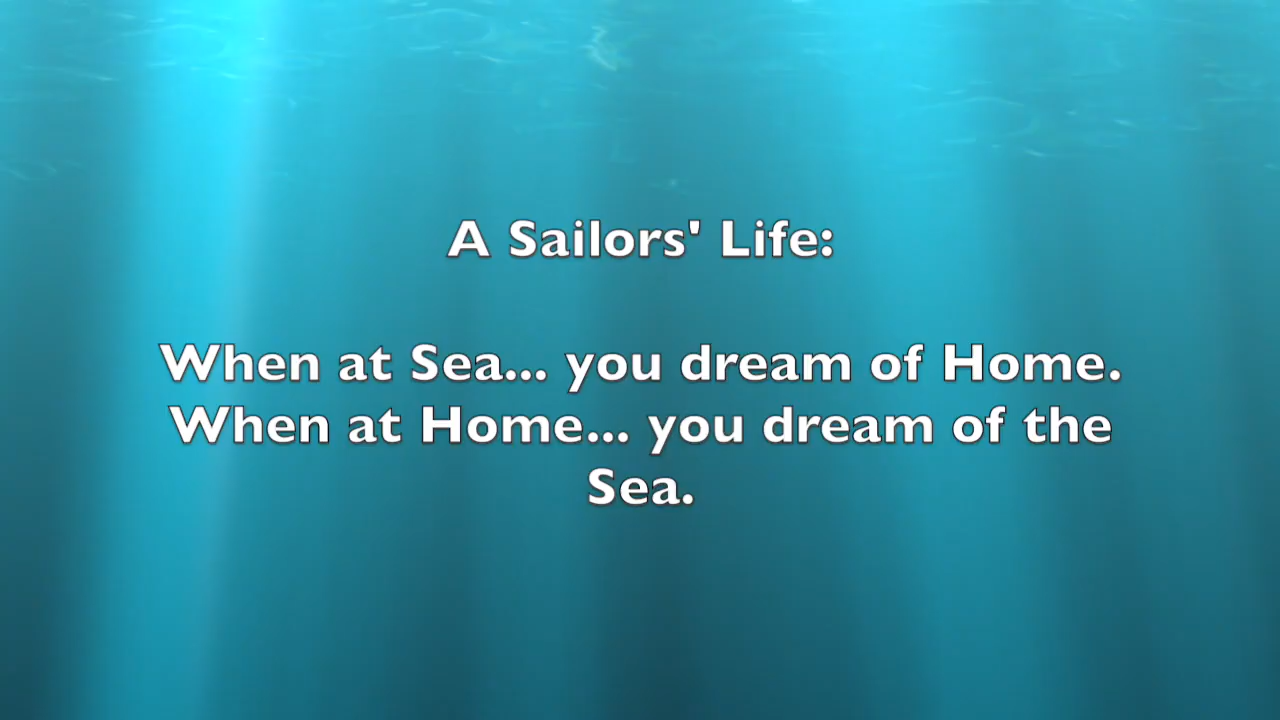 A Sailors' Life:
When at Sea... you dream of Home.
When at Home... you dream of the
Sea.